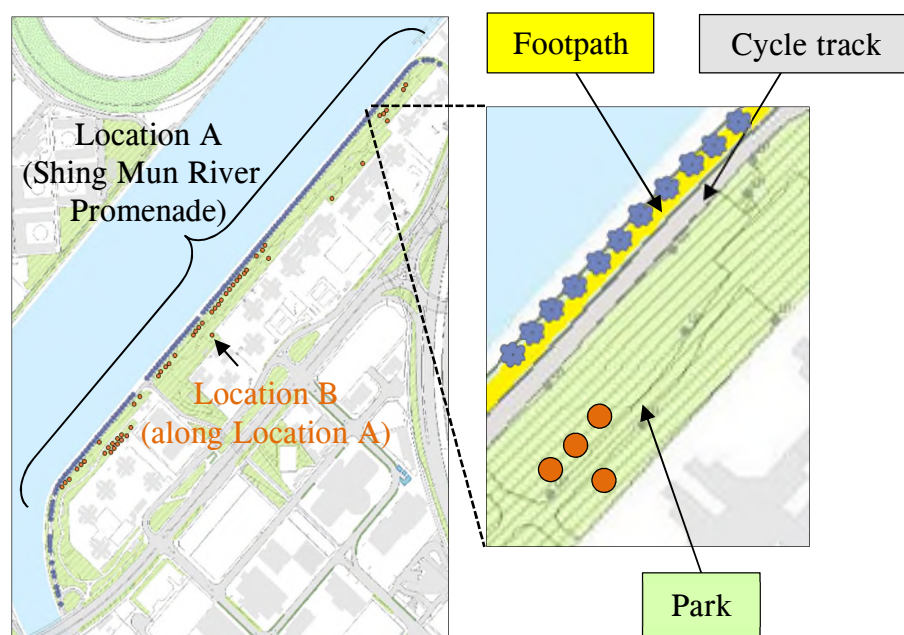 Footpath
Cycle track
Location A
(Shing Mun River
Promenade)
Location B
(along Location A)
Park